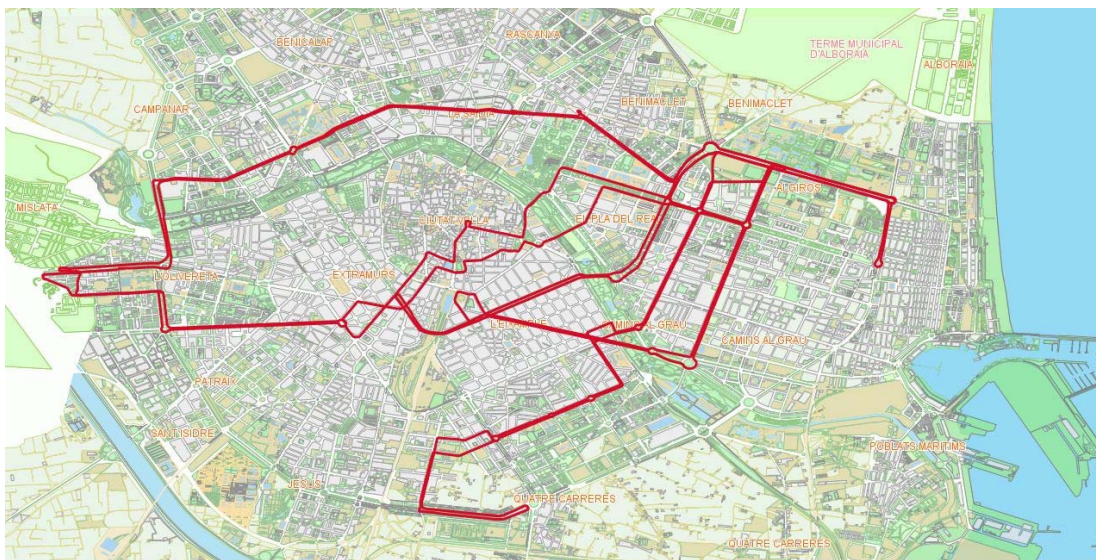 RASCANYA
BENICALAP
TERME MUNICIPAL
D'ALBORAIA
ALBORAIA
CAMPANAR
BENIMACLET
BENIMACLET
LA SAIDIA
ALGIROS
MISLATA
CIUTAT VELLA
EL PLA DEL REAL
L'OLIVERETA
EXTRAMURS
L'EIXAMPLE
CAMINS AL GRAU
CAMINS AL GRAU
PATRAIX
SANT ISIDRE
POBLATS MARITIMS
JESUS
QUATRE CARRERES
QUATRE CARRERES